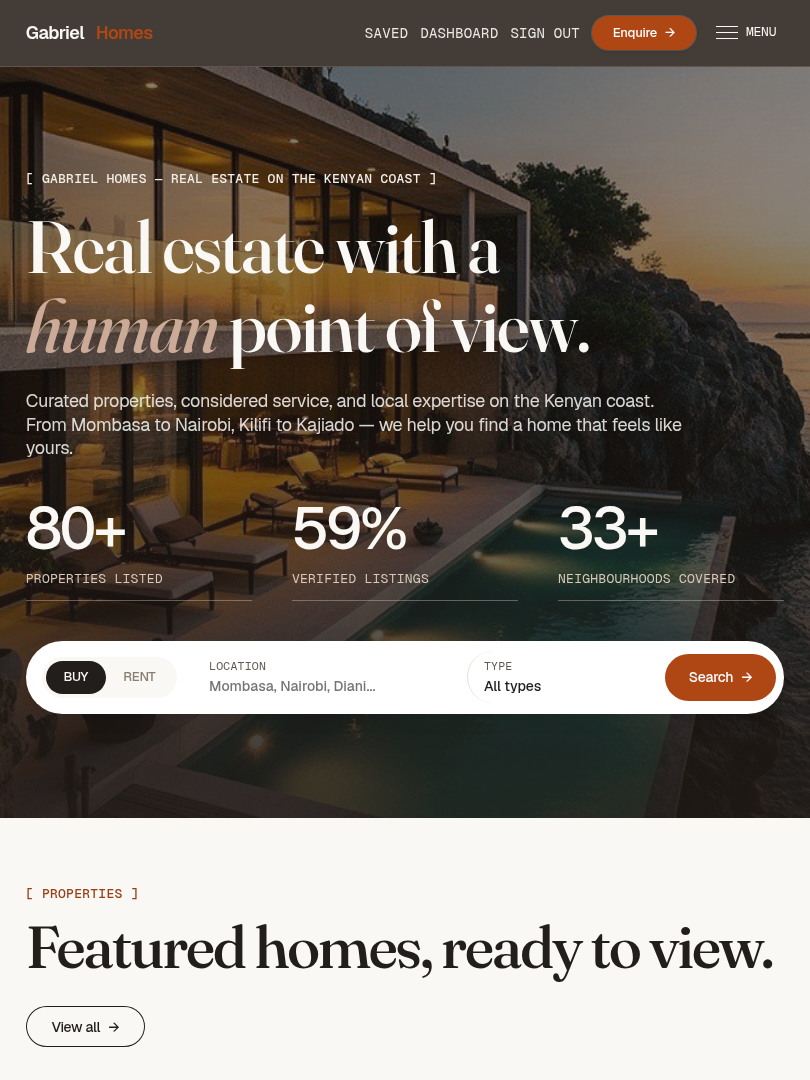 Gabriel Homes
SAVED DASHBOARD SIGN OUT Enquire → MENU
[ GABRIEL HOMES — REAL ESTATE ON THE KENYAN COAST ]
Real estate with a
human point of view.
Curated properties, considered service, and local expertise on the Kenyan coast.
From Mombasa to Nairobi, Kilifi to Kajiado — we help you find a home that feels like
yours.
80+ 59% 33+
PROPERTIES LISTED VERIFIED LISTINGS NEIGHBOURHOODS COVERED
LOCATION TYPE
BUY RENT Mombasa, Nairobi, Diani... All types Search →
[ PROPERTIES ]
Featured homes, ready to view.
View all →